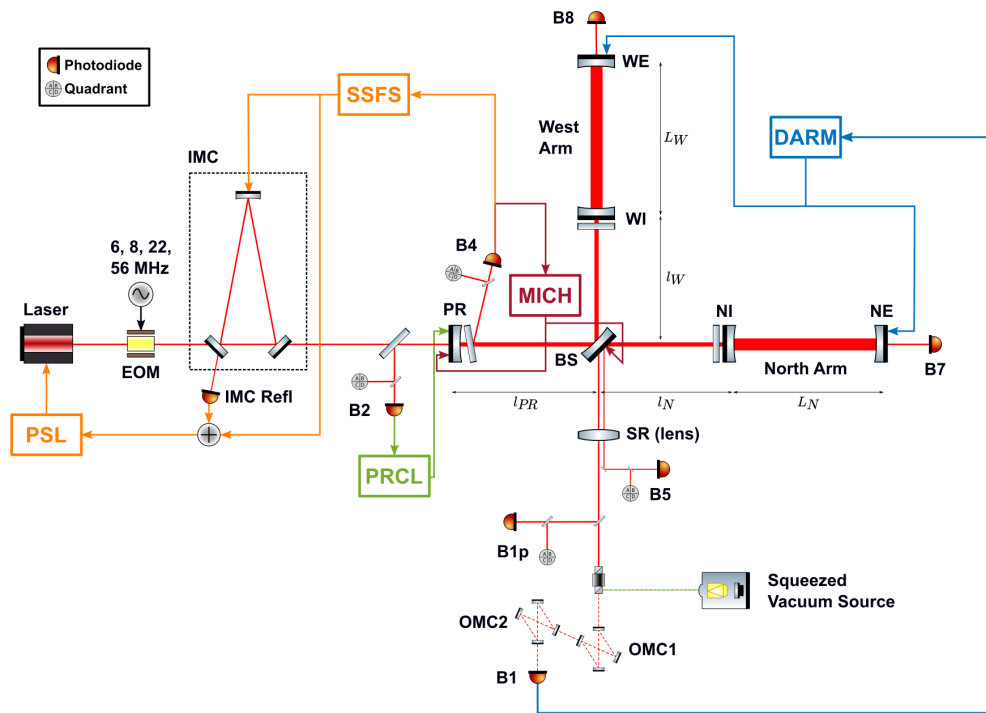 B8
Photodiode
Quadrant
A B
C D
WE
SSFS
West
Arm
L_W
DARM
IMC
WI
6, 8, 22,
56 MHz
B4
A B
C D
MICH
l_W
Laser
PR
NI
NE
BS
EOM
North Arm
B7
IMC Refl
A B
C D
B2
l_{PR}
l_N
L_N
PSL
SR (lens)
PRCL
A B
C D
B5
B1p
A B
C D
Squeezed
Vacuum Source
OMC2
OMC1
B1